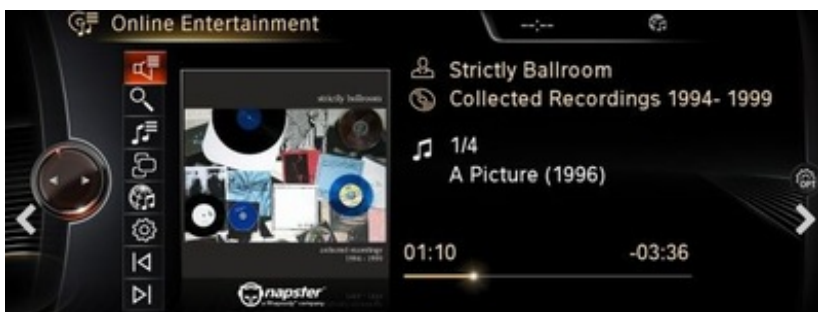 Online Entertainment
--:--
strictly ballroom
Strictly Ballroom
Collected Recordings 1994- 1999
1/4
A Picture (1996)
OPT
collected recordings
1994 - 1999
01:10
-03:36
napster
a Rhapsody company